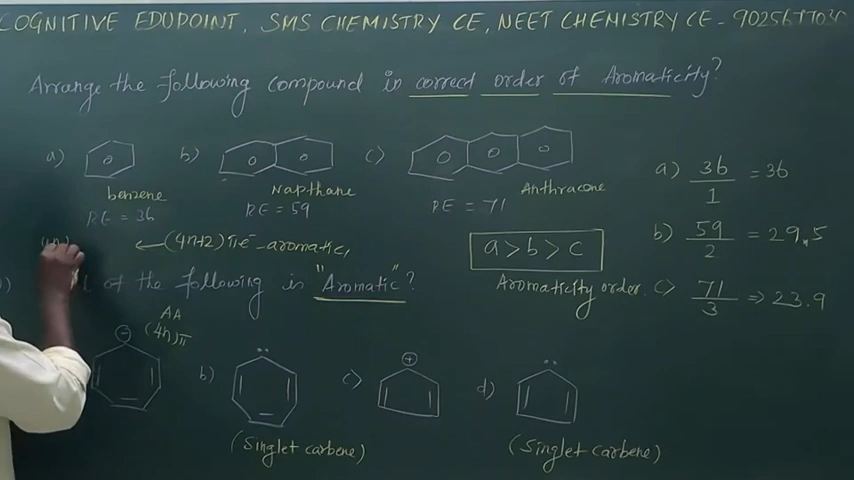 COGNITIVE EDUPOINT, SMS CHEMISTRY CE, NEET CHEMISTRY CE - 90256
Arrange the following compound in correct order of Aromaticity?
a) b) c)
benzene Napthane Anthracene
RE = 36 RE = 59 RE = 71
a) 36/1 = 36
b) 59/2 = 29.5
c) 71/3 => 23.9
← (4n+2) πe⁻ - aromatic,
a > b > c
Aromaticity order.
of the following is "Aromatic"?
AA
(4n)π
⊖
b) c) ⊕ d)
(Singlet carbene) (Singlet carbene)